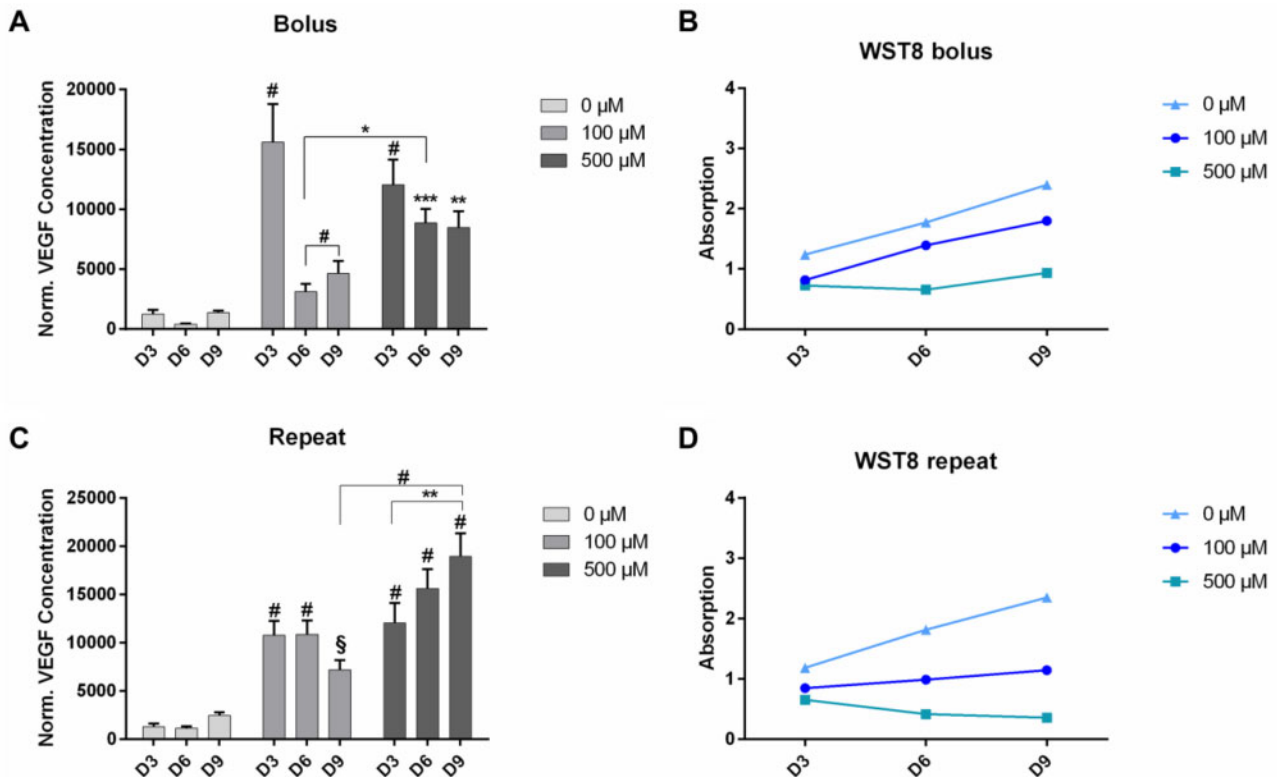 A
Bolus
Norm. VEGF Concentration
20000
15000
10000
5000
0
#
#
*
#
***
**
D3
D6
D9
D3
D6
D9
D3
D6
D9
0 µM
100 µM
500 µM
B
WST8 bolus
Absorption
4
3
2
1
0
D3
D6
D9
0 µM
100 µM
500 µM
C
Repeat
Norm. VEGF Concentration
25000
20000
15000
10000
5000
0
#
**
#
#
§
#
#
#
D3
D6
D9
D3
D6
D9
D3
D6
D9
0 µM
100 µM
500 µM
D
WST8 repeat
Absorption
4
3
2
1
0
D3
D6
D9
0 µM
100 µM
500 µM